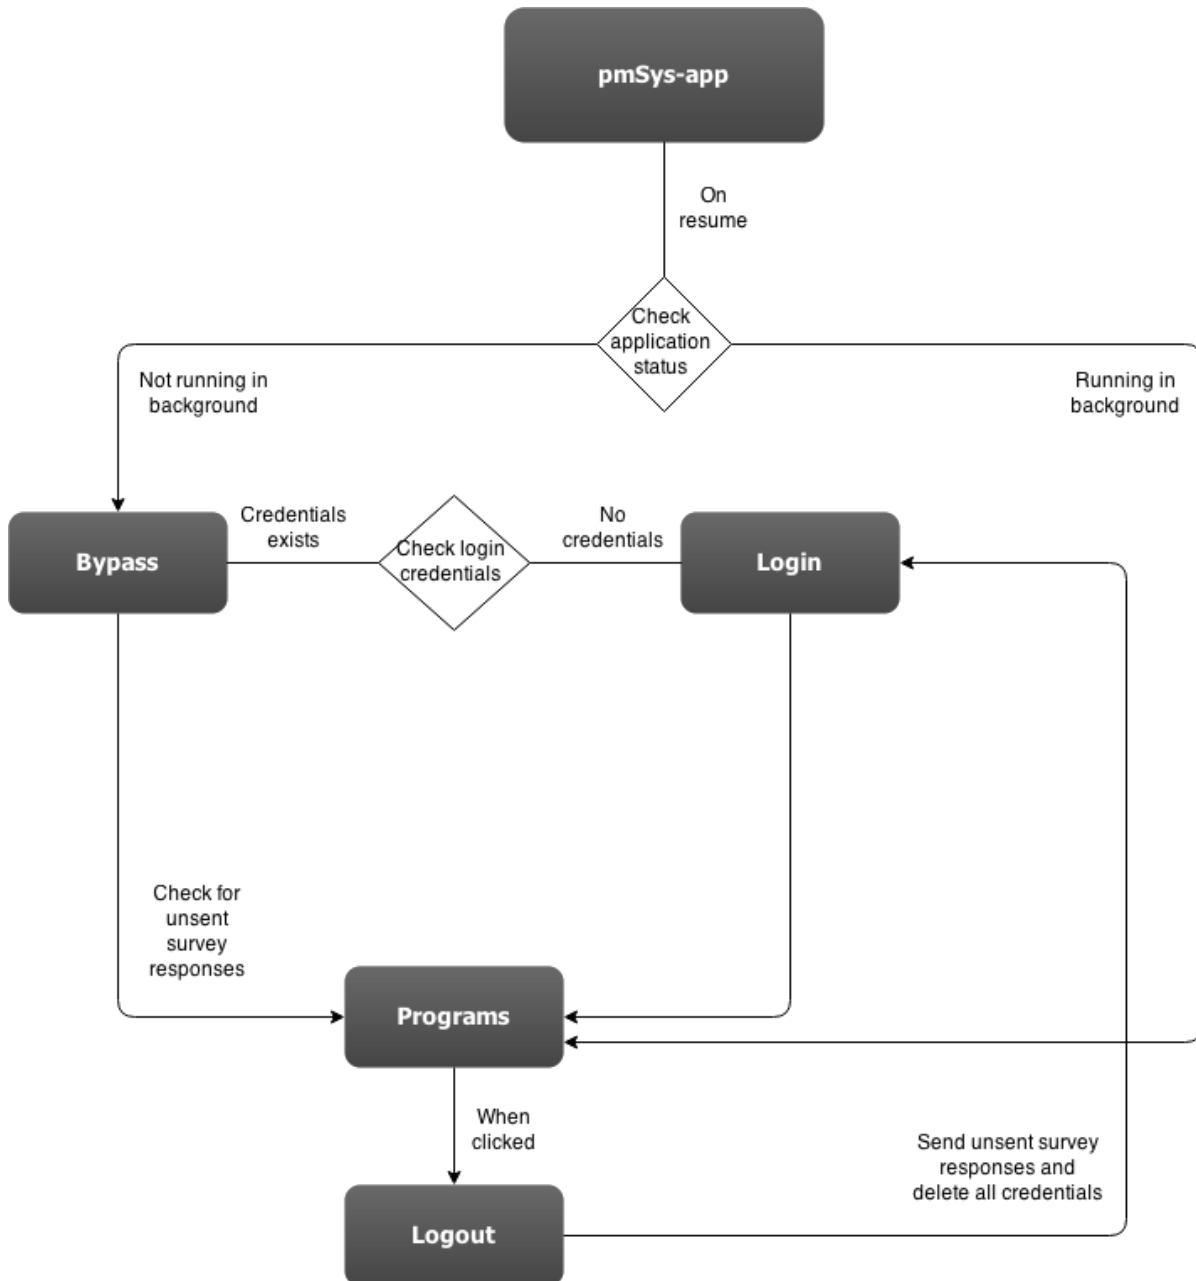 pmSys-app
On
resume
Check
application
status
Not running in
background
Running in
background
Bypass
Credentials
exists
Check login
credentials
No
credentials
Login
Check for
unsent
survey
responses
Programs
When
clicked
Send unsent survey
responses and
delete all credentials
Logout